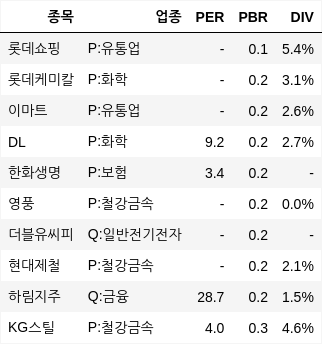 종목 업종 PER PBR DIV
롯데쇼핑 P:유통업 - 0.1 5.4%
롯데케미칼 P:화학 - 0.2 3.1%
이마트 P:유통업 - 0.2 2.6%
DL P:화학 9.2 0.2 2.7%
한화생명 P:보험 3.4 0.2 -
영풍 P:철강금속 - 0.2 0.0%
더블유씨피 Q:일반전기전자 - 0.2 -
현대제철 P:철강금속 - 0.2 2.1%
하림지주 Q:금융 28.7 0.2 1.5%
KG스틸 P:철강금속 4.0 0.3 4.6%